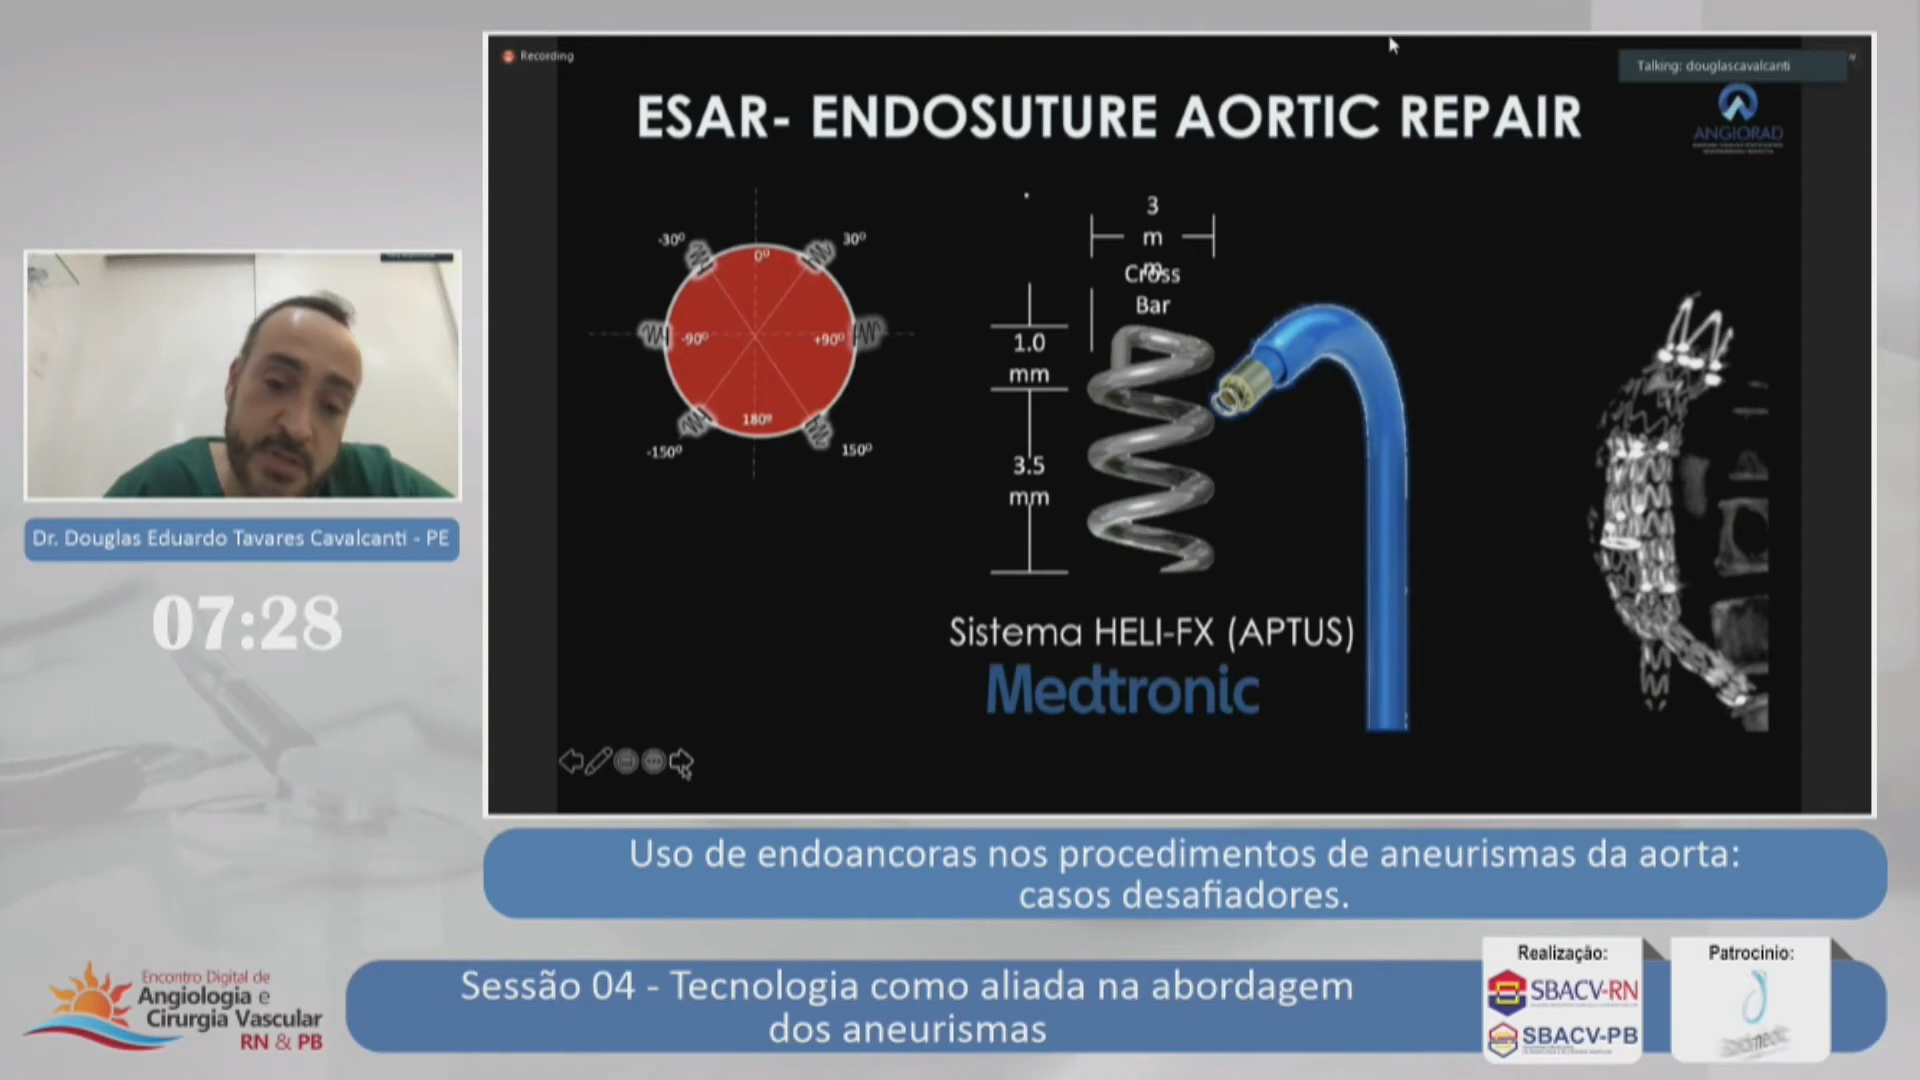 Recording
Talking: douglascavalcanti
ESAR- ENDOSUTURE AORTIC REPAIR
ANGIORAD
-30º
30º
0º
-90º
+90º
180º
-150º
150º
3
m
m
Cross
Bar
1.0
mm
3.5
mm
Sistema HELI-FX (APTUS)
Medtronic
Dr. Douglas Eduardo Tavares Cavalcanti - PE
07:28
Uso de endoancoras nos procedimentos de aneurismas da aorta:
casos desafiadores.
Sessão 04 - Tecnologia como aliada na abordagem
dos aneurismas
Encontro Digital de
Angiologia e
Cirurgia Vascular
RN & PB
Realização:
SBACV-RN
SBACV-PB
Patrocínio: